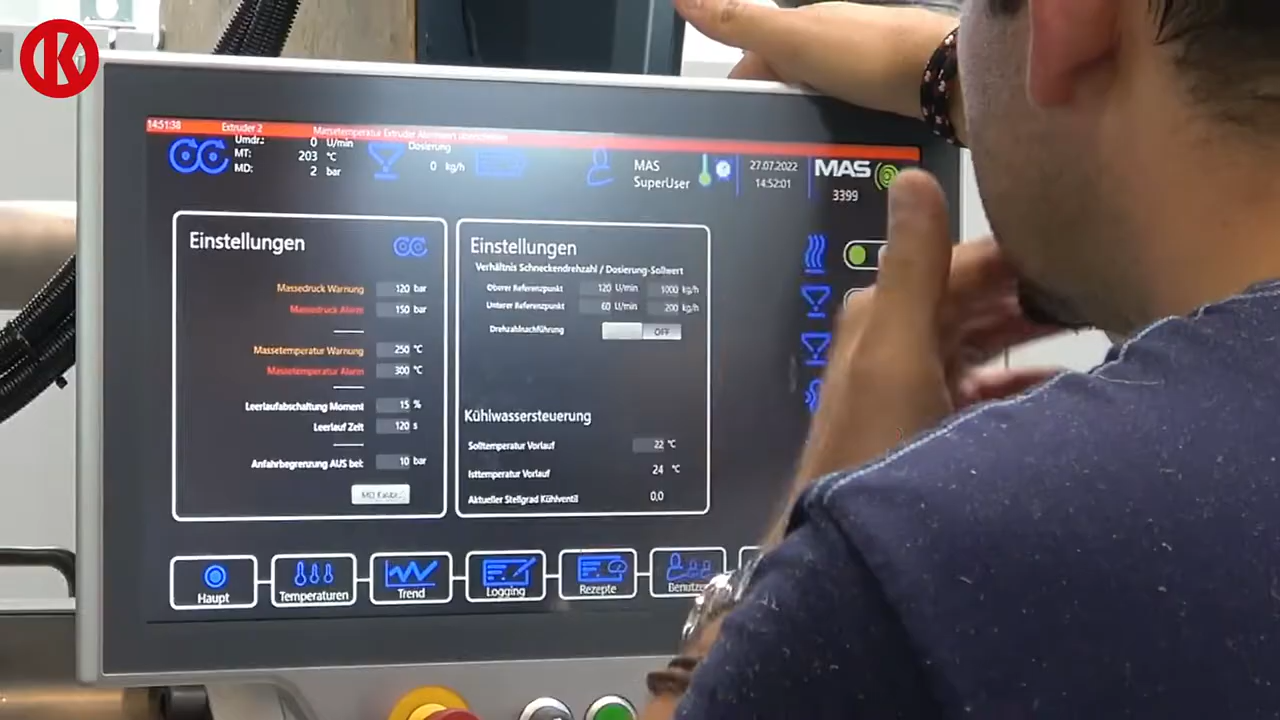 K
14:51:38 Extruder 2 Massetemperatur Extruder Alarmwert überschritten
Umdr.: 0 U/min
MT: 203 °C
MD: 2 bar
Dosierung
0 kg/h
MAS
SuperUser
27.07.2022
14:52:01
MAS
3399
Einstellungen
Massedruck Warnung 120 bar
Massedruck Alarm 150 bar
Massetemperatur Warnung 250 °C
Massetemperatur Alarm 300 °C
Leerlaufabschaltung Moment 15 %
Leerlauf Zeit 120 s
Anfahrbegrenzung AUS bei: 10 bar
Einstellungen
Verhältnis Schneckendrehzahl / Dosierung-Sollwert
Oberer Referenzpunkt 120 U/min 1000 kg/h
Unterer Referenzpunkt 60 U/min 200 kg/h
Drehzahlnachführung OFF
Kühlwassersteuerung
Solltemperatur Vorlauf 22 °C
Isttemperatur Vorlauf 24 °C
Aktueller Stellgrad Kühlventil 0,0
Haupt
Temperaturen
Trend
Logging
Rezepte